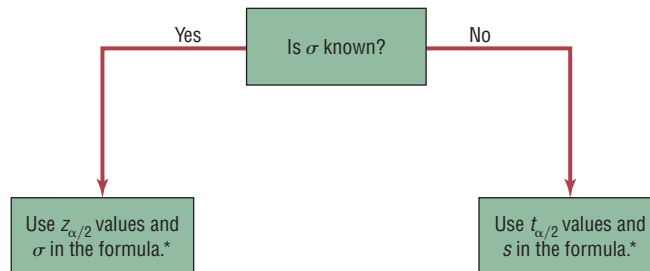 Is σ known?
Yes
No
Use z_{α/2} values and
σ in the formula.*
Use t_{α/2} values and
s in the formula.*